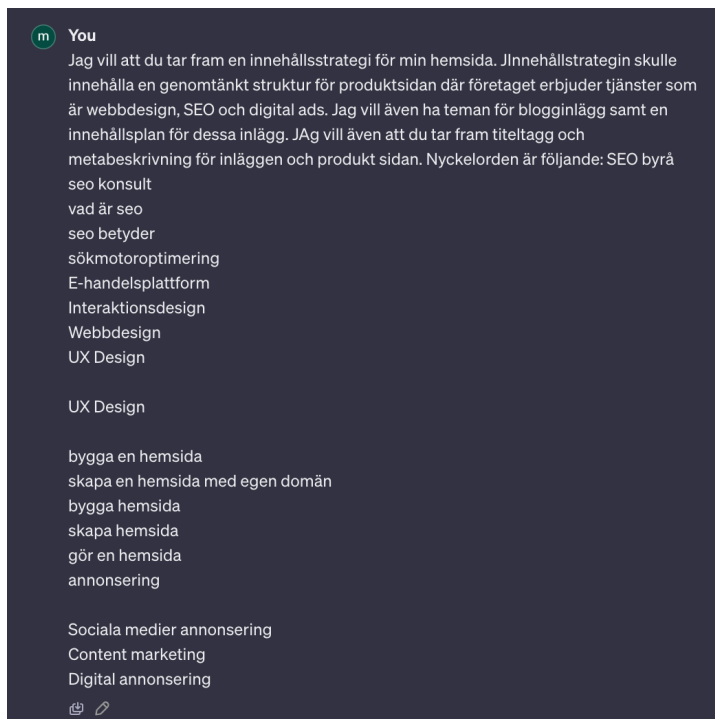 m You
Jag vill att du tar fram en innehållsstrategi för min hemsida. JInnehållstrategin skulle
innehålla en genomtänkt struktur för produktsidan där företaget erbjuder tjänster som
är webbdesign, SEO och digital ads. Jag vill även ha teman för blogginlägg samt en
innehållsplan för dessa inlägg. JAg vill även att du tar fram titeltagg och
metabeskrivning för inläggen och produkt sidan. Nyckelorden är följande: SEO byrå
seo konsult
vad är seo
seo betyder
sökmotoroptimering
E-handelsplattform
Interaktionsdesign
Webbdesign
UX Design
UX Design
bygga en hemsida
skapa en hemsida med egen domän
bygga hemsida
skapa hemsida
gör en hemsida
annonsering
Sociala medier annonsering
Content marketing
Digital annonsering